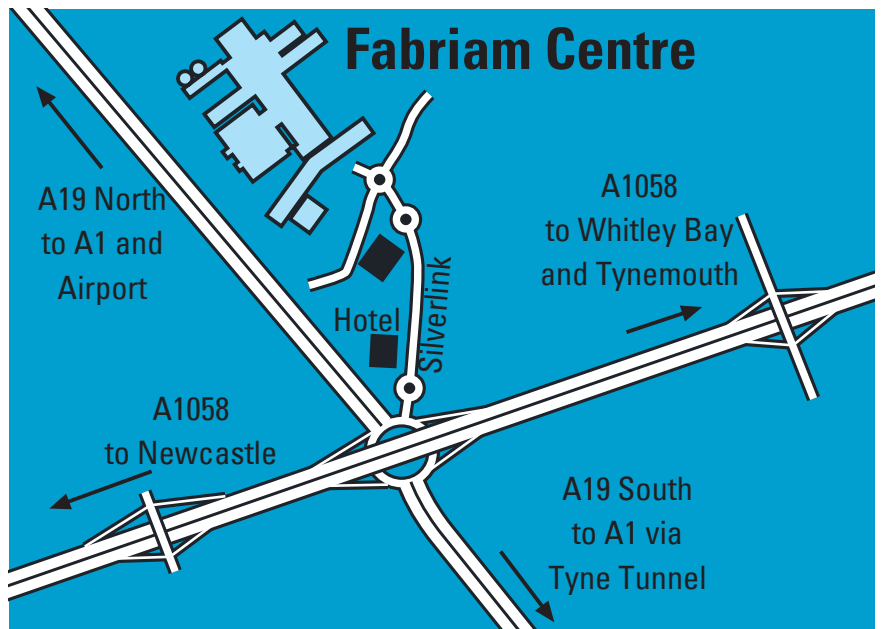 Fabriam Centre
A19 North
to A1 and
Airport
A1058
to Whitley Bay
and Tynemouth
Hotel
Silverlink
A1058
to Newcastle
A19 South
to A1 via
Tyne Tunnel